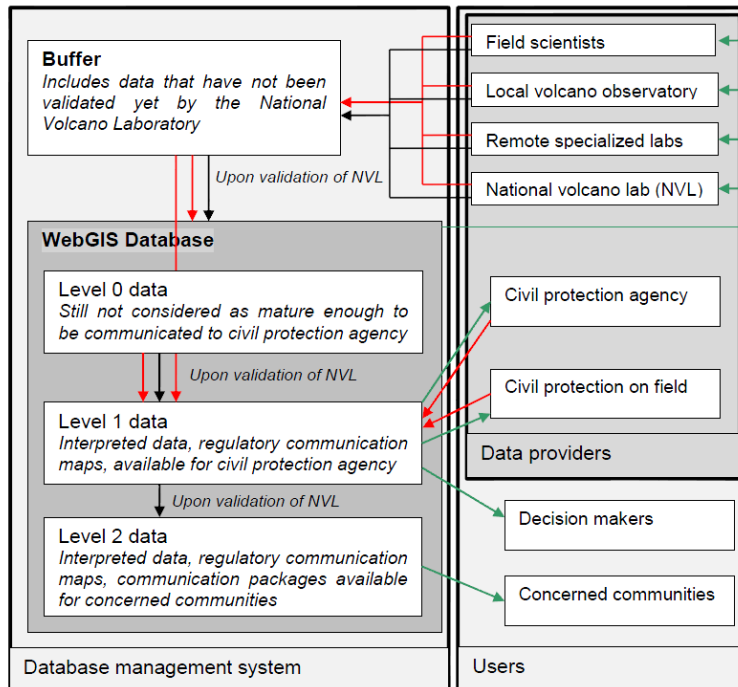 Buffer
Includes data that have not been
validated yet by the National
Volcano Laboratory
Upon validation of NVL
WebGIS Database
Level 0 data
Still not considered as mature enough to
be communicated to civil protection agency
Upon validation of NVL
Level 1 data
Interpreted data, regulatory communication
maps, available for civil protection agency
Upon validation of NVL
Level 2 data
Interpreted data, regulatory communication
maps, communication packages available
for concerned communities
Database management system
Field scientists
Local volcano observatory
Remote specialized labs
National volcano lab (NVL)
Civil protection agency
Civil protection on field
Data providers
Decision makers
Concerned communities
Users